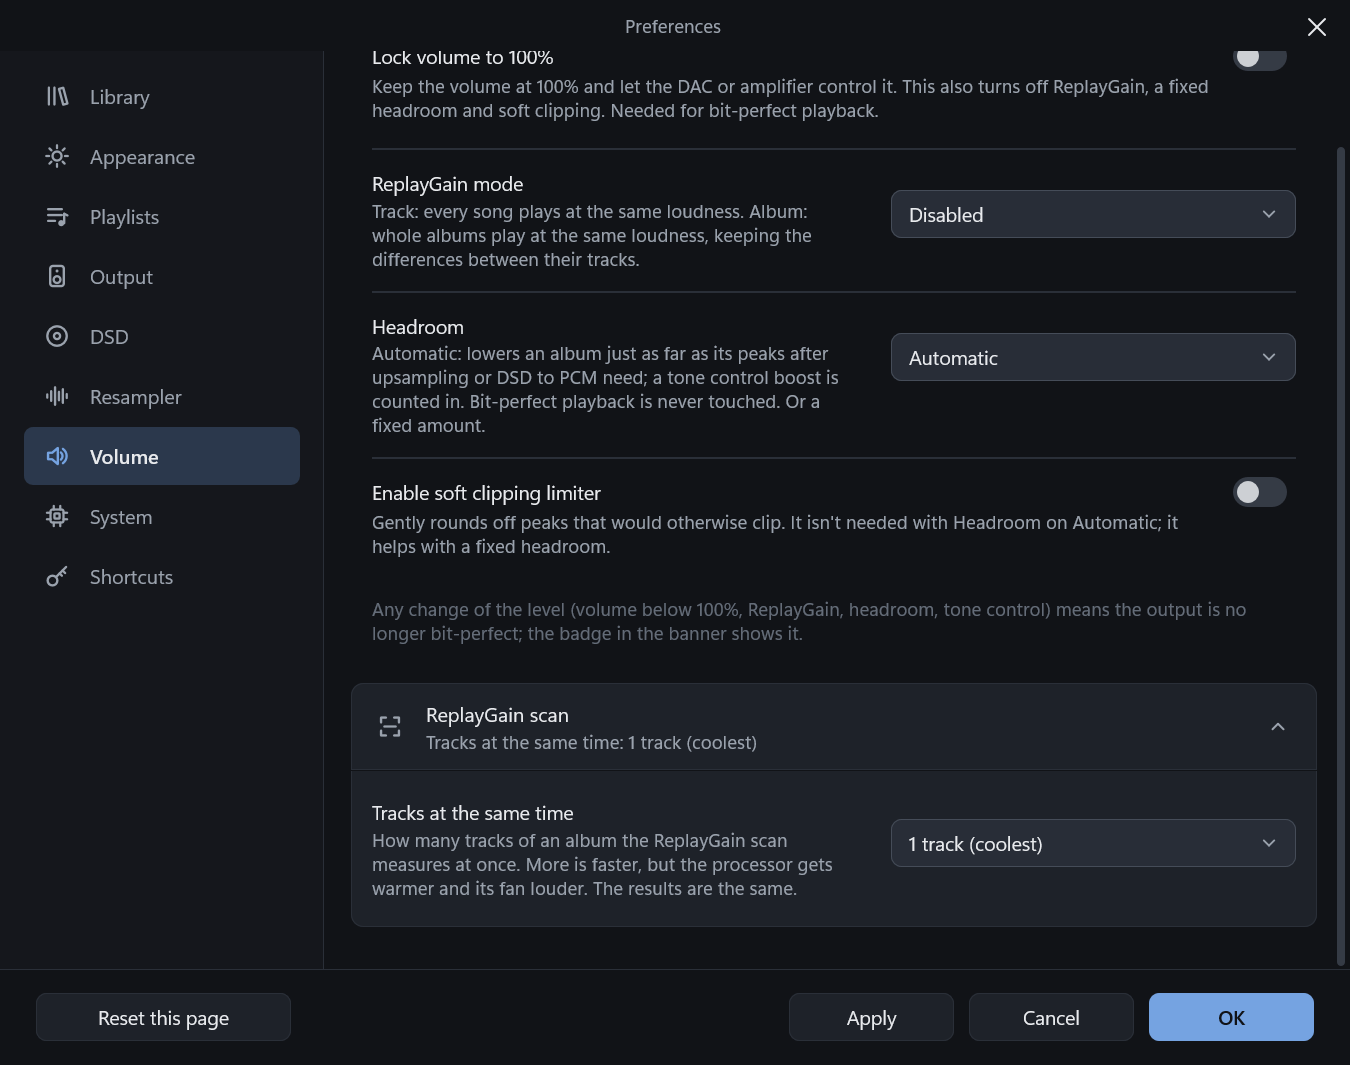 Preferences
Library
Appearance
Playlists
Output
DSD
Resampler
Volume
System
Shortcuts
Lock volume to 100%
Keep the volume at 100% and let the DAC or amplifier control it. This also turns off ReplayGain, a fixed
headroom and soft clipping. Needed for bit-perfect playback.
ReplayGain mode
Track: every song plays at the same loudness. Album:
whole albums play at the same loudness, keeping the
differences between their tracks.
Disabled
Headroom
Automatic: lowers an album just as far as its peaks after
upsampling or DSD to PCM need; a tone control boost is
counted in. Bit-perfect playback is never touched. Or a
fixed amount.
Automatic
Enable soft clipping limiter
Gently rounds off peaks that would otherwise clip. It isn't needed with Headroom on Automatic; it
helps with a fixed headroom.
Any change of the level (volume below 100%, ReplayGain, headroom, tone control) means the output is no
longer bit-perfect; the badge in the banner shows it.
ReplayGain scan
Tracks at the same time: 1 track (coolest)
Tracks at the same time
How many tracks of an album the ReplayGain scan
measures at once. More is faster, but the processor gets
warmer and its fan louder. The results are the same.
1 track (coolest)
Reset this page
Apply
Cancel
OK